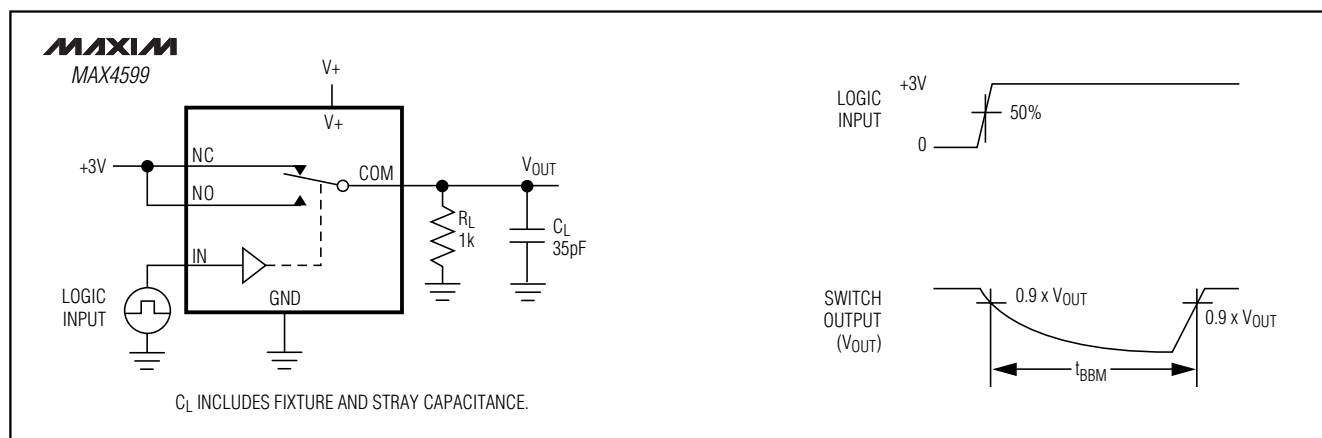 MAXIM
MAX4599
V+
V+
+3V
NC
NO
COM
VOUT
RL
1k
CL
35pF
IN
GND
LOGIC
INPUT
CL INCLUDES FIXTURE AND STRAY CAPACITANCE.
LOGIC
INPUT
+3V
0
50%
SWITCH
OUTPUT
(VOUT)
0.9 x VOUT
0.9 x VOUT
tBBM